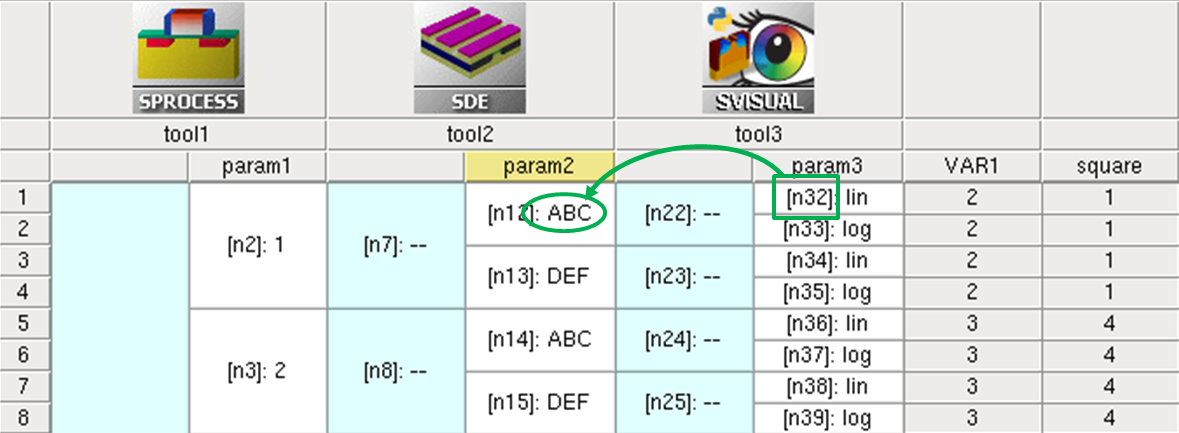 SPROCESS SDE SVISUAL
tool1 tool2 tool3
param1 param2 param3 VAR1 square
1 [n2]: 1 [n7]: -- [n12]: ABC [n22]: -- [n32]: lin 2 1
2 [n33]: log 2 1
3 [n13]: DEF [n23]: -- [n34]: lin 2 1
4 [n35]: log 2 1
5 [n3]: 2 [n8]: -- [n14]: ABC [n24]: -- [n36]: lin 3 4
6 [n37]: log 3 4
7 [n15]: DEF [n25]: -- [n38]: lin 3 4
8 [n39]: log 3 4